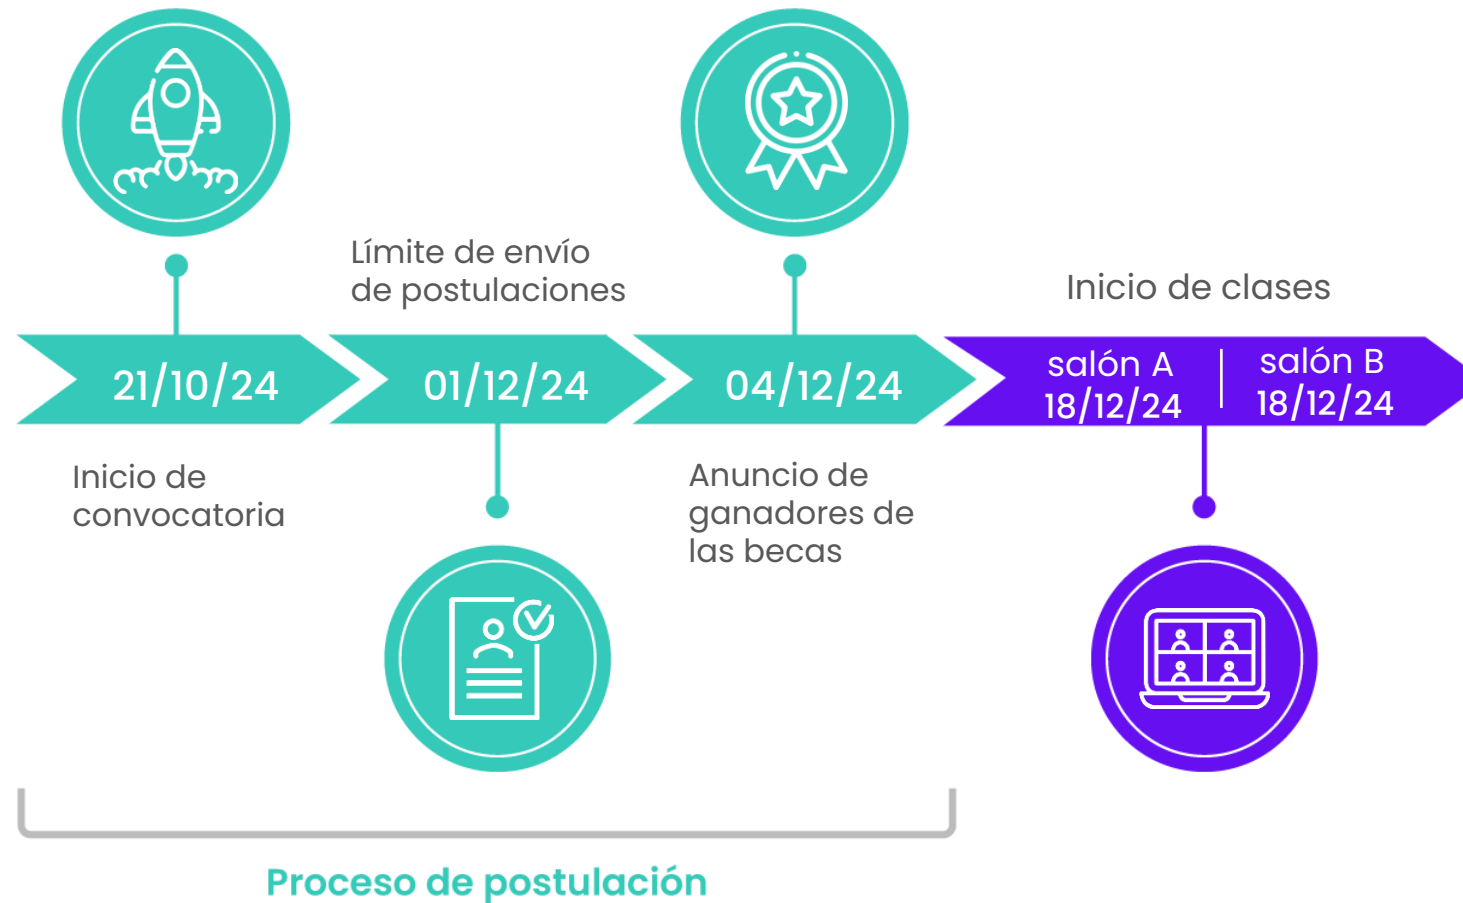 Límite de envío
de postulaciones
Inicio de clases
21/10/24
01/12/24
04/12/24
salón A
18/12/24
salón B
18/12/24
Inicio de
convocatoria
Anuncio de
ganadores de
las becas
Proceso de postulación